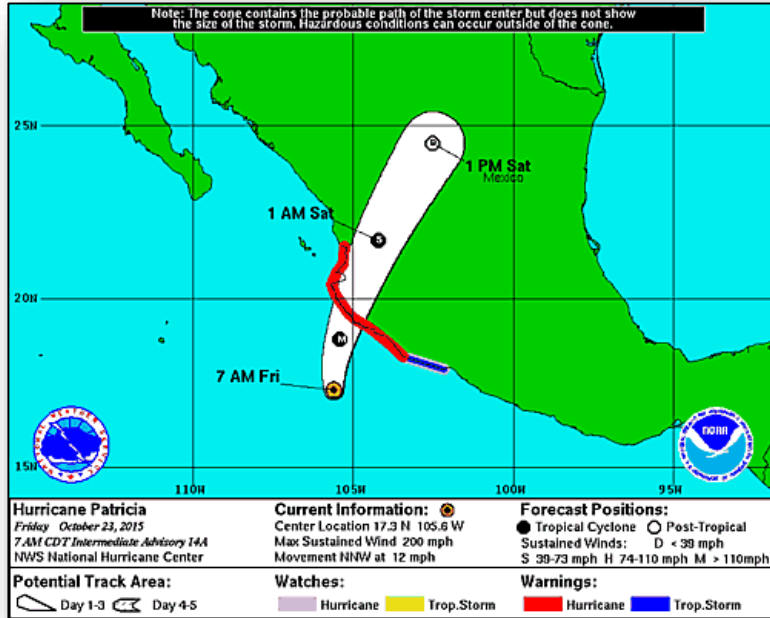 Note: The cone contains the probable path of the storm center but does not show
the size of the storm. Hazardous conditions can occur outside of the cone.
25N
1 PM Sat
Mexico
1 AM Sat
S
20N
M
7 AM Fri
NOAA
15N
110W 105W 100W 95W
Hurricane Patricia
Friday October 23, 2015
7 AM CDT Intermediate Advisory 14A
NWS National Hurricane Center
Current Information:
Center Location 17.3 N 105.6 W
Max Sustained Wind 200 mph
Movement NNW at 12 mph
Forecast Positions:
Tropical Cyclone Post-Tropical
Sustained Winds: D < 39 mph
S 39-73 mph H 74-110 mph M > 110mph
Potential Track Area:
Day 1-3 Day 4-5
Watches:
Hurricane Trop.Storm
Warnings:
Hurricane Trop.Storm